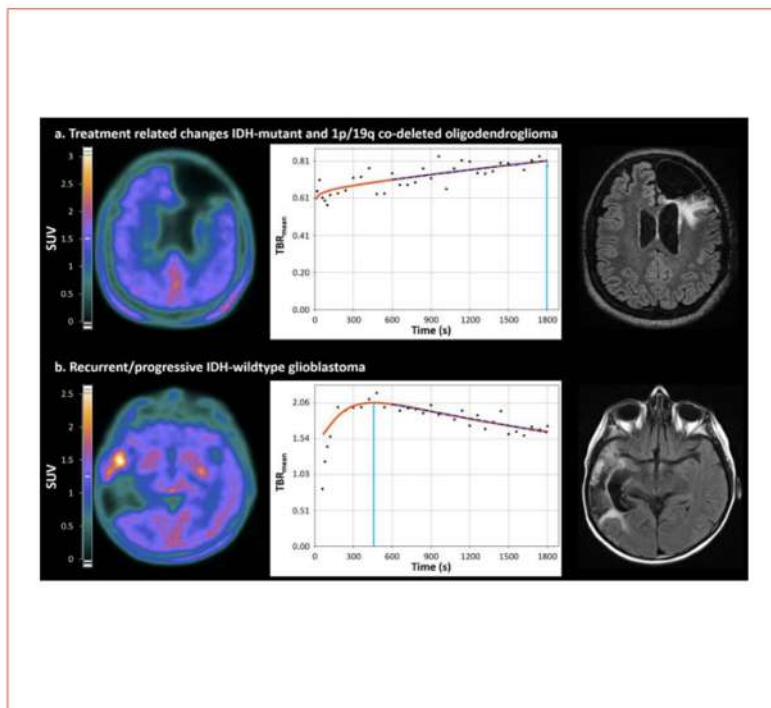 a. Treatment related changes IDH-mutant and 1p/19q co-deleted oligodendroglioma
3
2.5
2
1.5
1
0.5
0
SUV
0.81
0.61
0.41
0.20
0.00
TBRmean
0 300 600 900 1200 1500 1800
Time (s)
b. Recurrent/progressive IDH-wildtype glioblastoma
2.5
2
1.5
1
0.5
0
SUV
2.06
1.54
1.03
0.51
0.00
TBRmean
0 300 600 900 1200 1500 1800
Time (s)